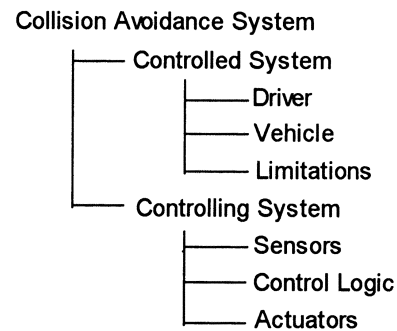 Collision Avoidance System
Controlled System
Driver
Vehicle
Limitations
Controlling System
Sensors
Control Logic
Actuators